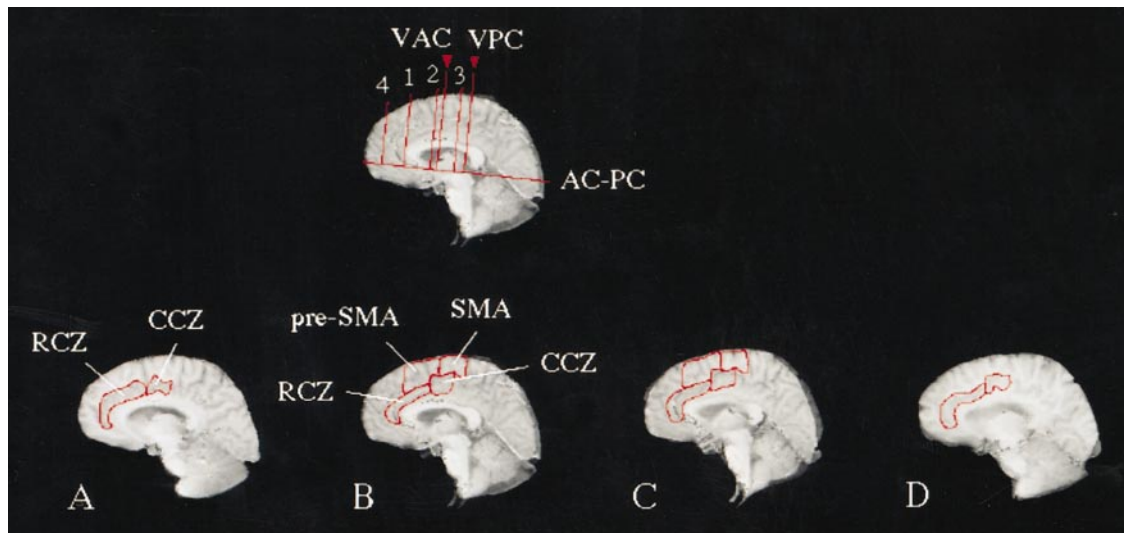 VAC VPC
4 1 2 3
AC-PC
RCZ CCZ
pre-SMA SMA
RCZ CCZ
A B C D